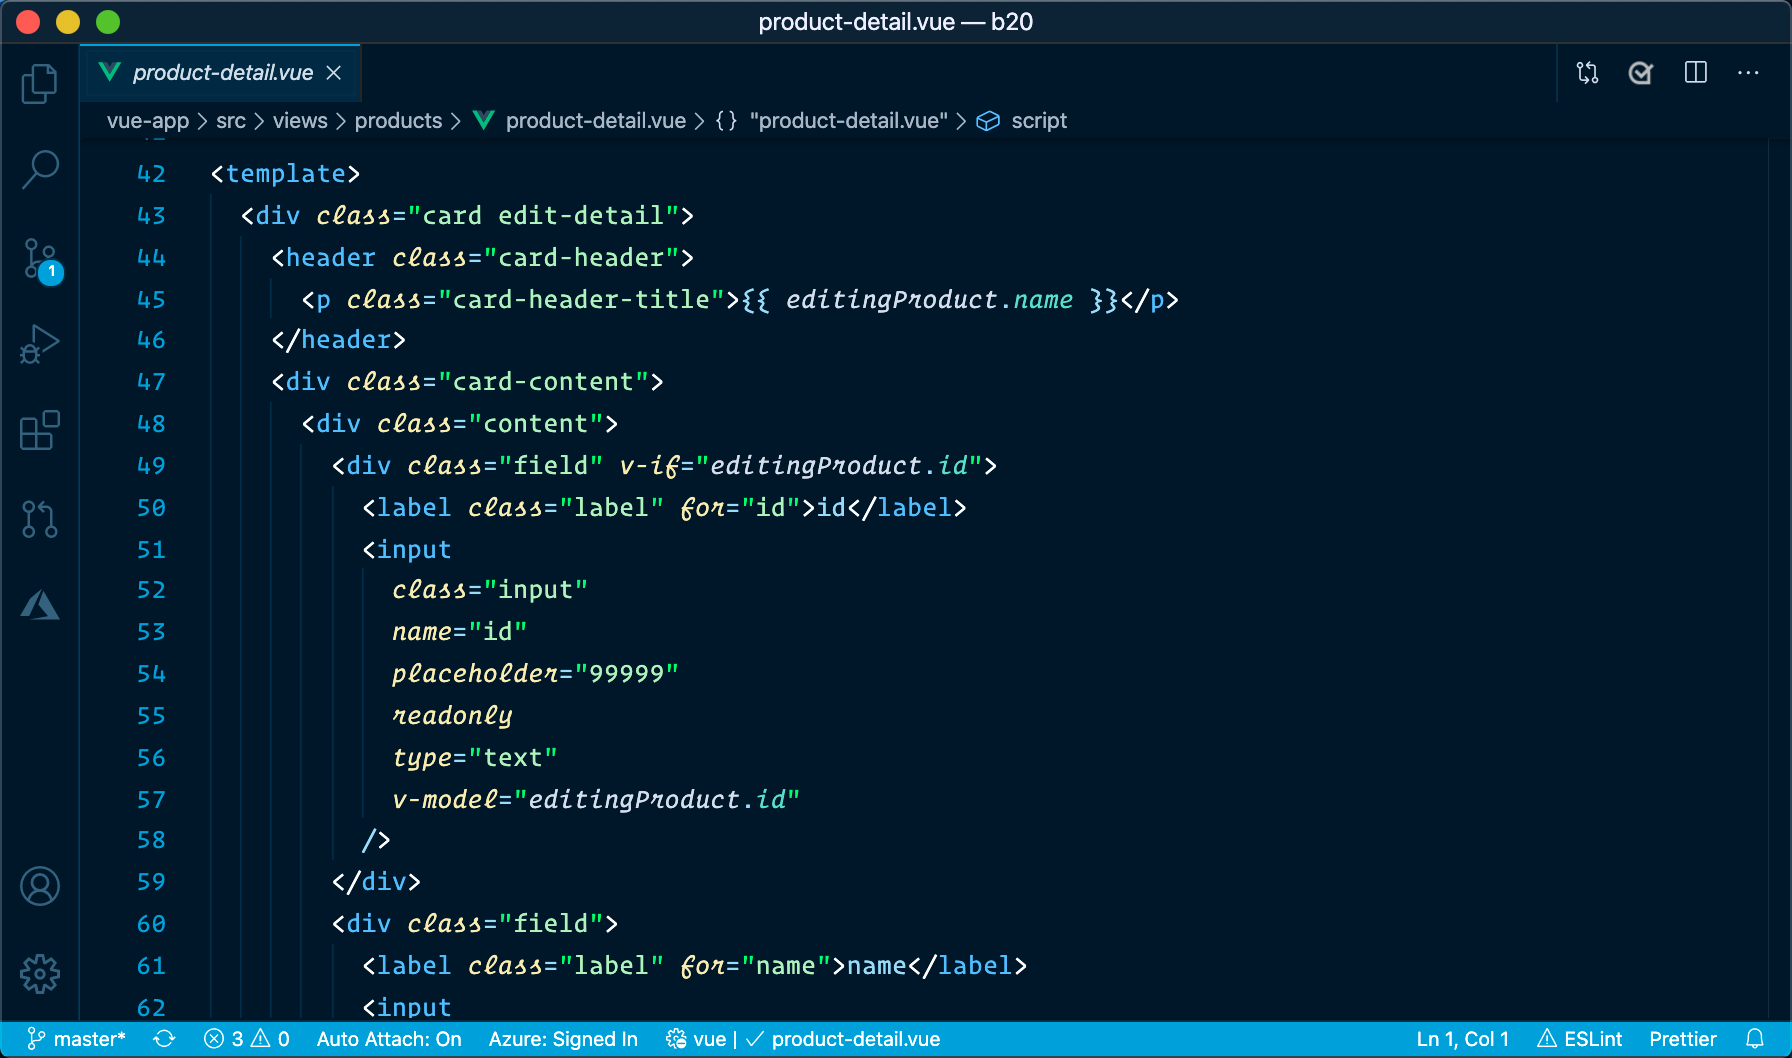 product-detail.vue — b20
product-detail.vue
vue-app > src > views > products > product-detail.vue > {} "product-detail.vue" > script
42 <template>
43 <div class="card edit-detail">
44 <header class="card-header">
45 <p class="card-header-title">{{ editingProduct.name }}</p>
46 </header>
47 <div class="card-content">
48 <div class="content">
49 <div class="field" v-if="editingProduct.id">
50 <label class="label" for="id">id</label>
51 <input
52 class="input"
53 name="id"
54 placeholder="99999"
55 readonly
56 type="text"
57 v-model="editingProduct.id"
58 />
59 </div>
60 <div class="field">
61 <label class="label" for="name">name</label>
62 <input
1
master* 3 0 Auto Attach: On Azure: Signed In vue | ✓ product-detail.vue Ln 1, Col 1 ESLint Prettier